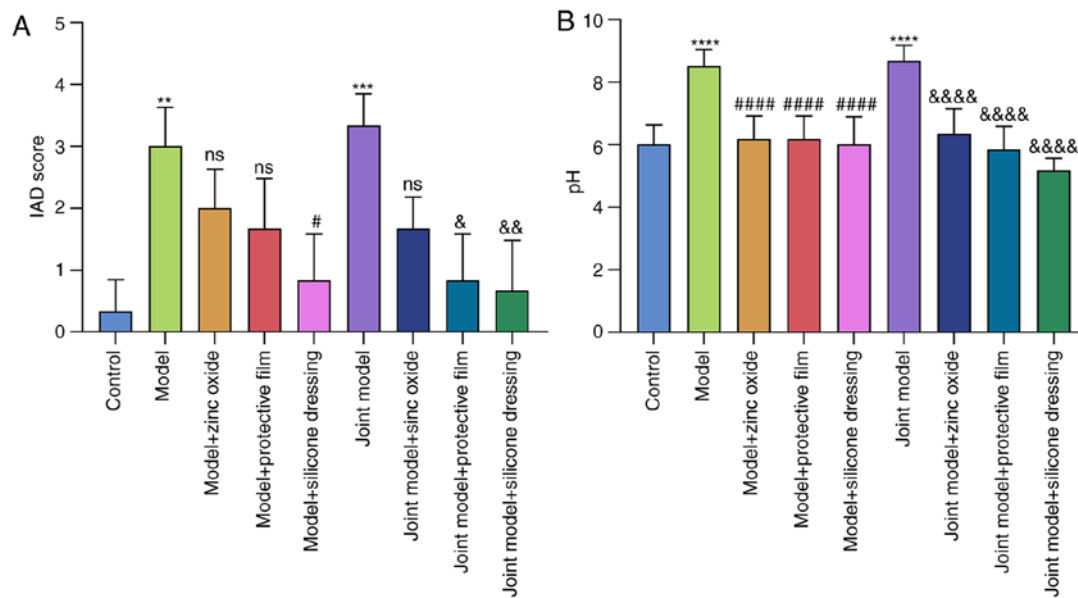 A
IAD score
5
4
3
2
1
0
**
ns
ns
#
***
ns
&
&&
Control
Model
Model+zinc oxide
Model+protective film
Model+silicone dressing
Joint model
Joint model+sinc oxide
Joint model+protective film
Joint model+silicone dressing
B
pH
10
8
6
4
2
0
****
####
####
####
****
&&&&
&&&&
&&&&
Control
Model
Model+zinc oxide
Model+protective film
Model+silicone dressing
Joint model
Joint model+zinc oxide
Joint model+protective film
Joint model+silicone dressing